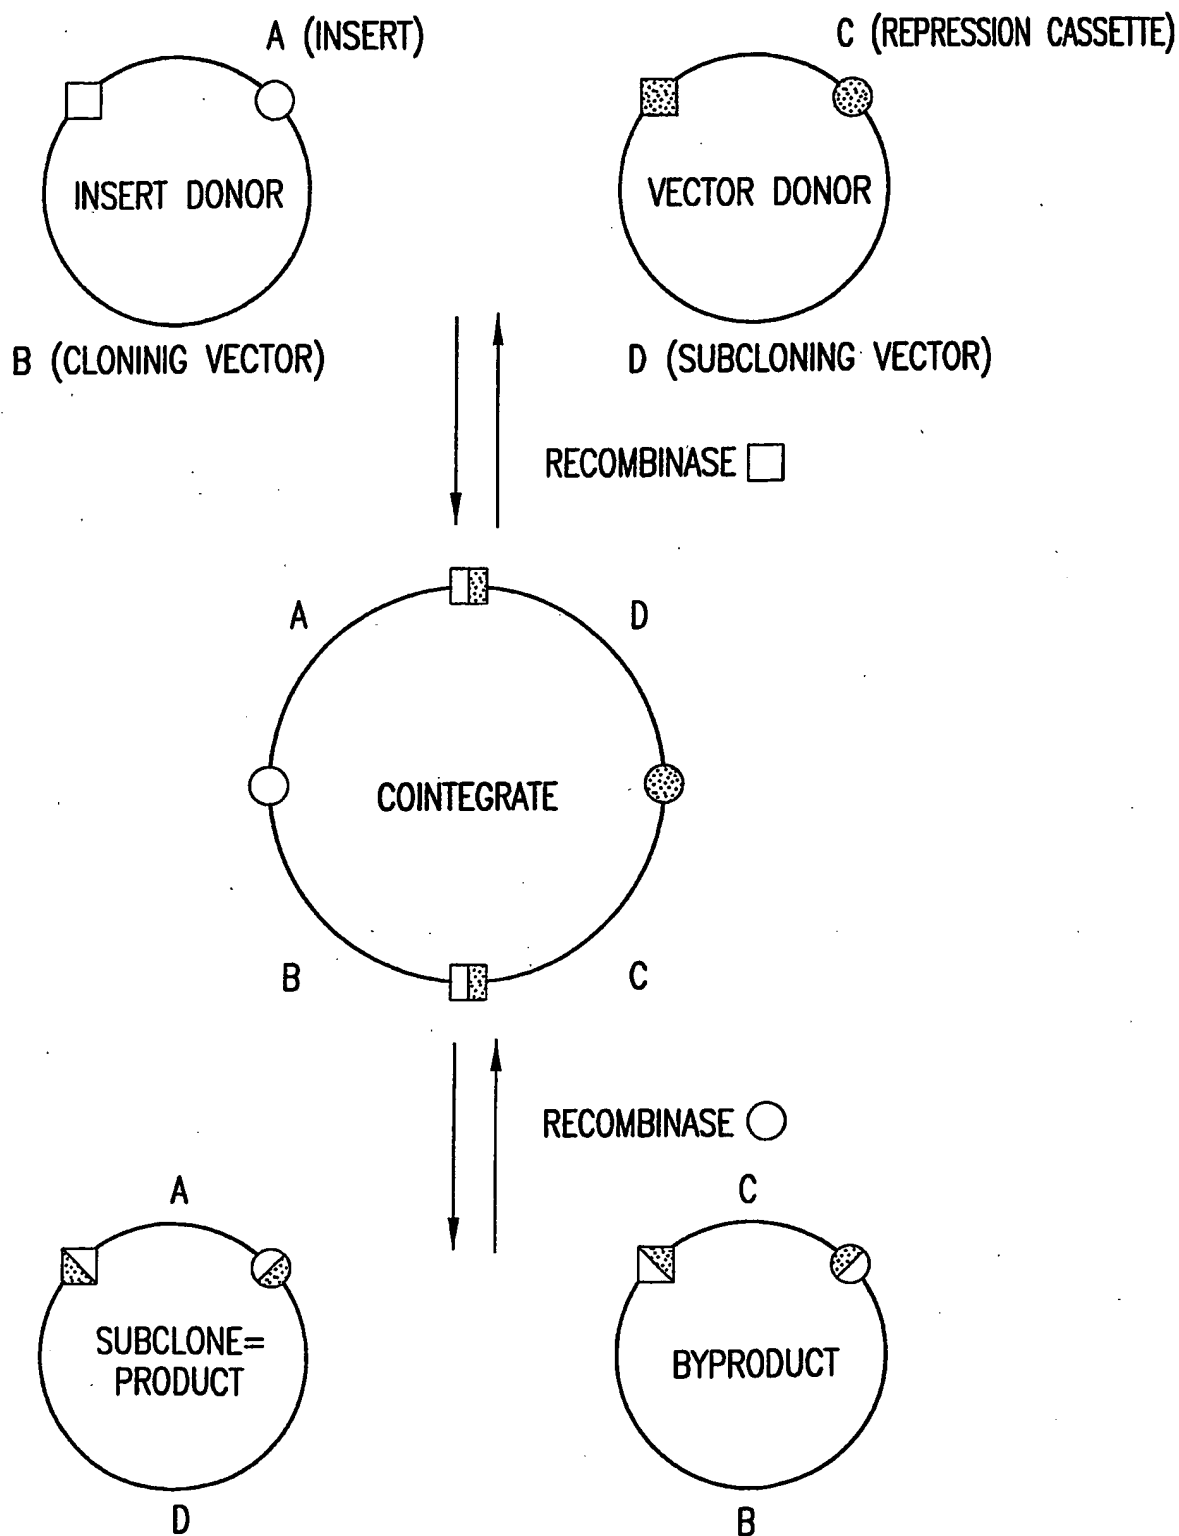 A (INSERT)
C (REPRESSION CASSETTE)
INSERT DONOR
VECTOR DONOR
B (CLONINIG VECTOR)
D (SUBCLONING VECTOR)
RECOMBINASE
A
D
COINTEGRATE
B
C
RECOMBINASE
A
C
SUBCLONE=
PRODUCT
BYPRODUCT
D
B